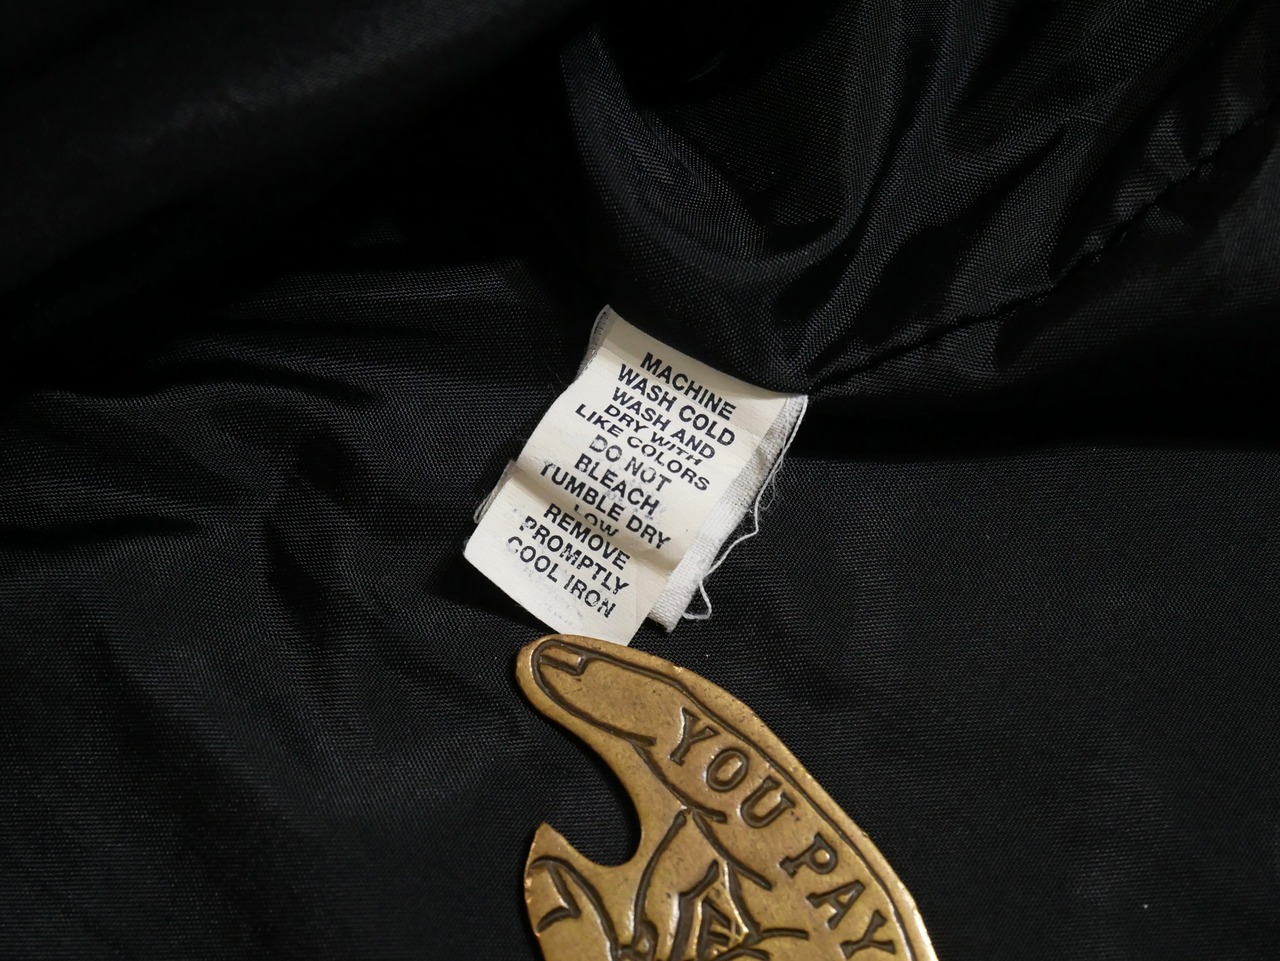 MACHINE
WASH COLD
WASH AND
DRY WITH
LIKE COLORS
DO NOT
BLEACH
TUMBLE DRY
LOW
REMOVE
PROMPTLY
COOL IRON
YOU PAY